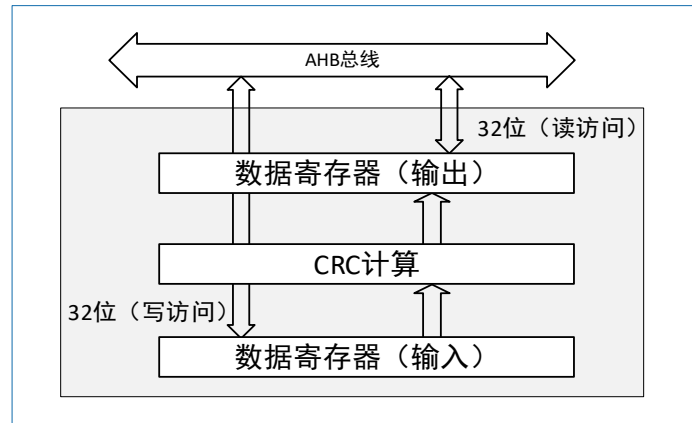 AHB总线
32位（读访问）
数据寄存器（输出）
CRC计算
32位（写访问）
数据寄存器（输入）